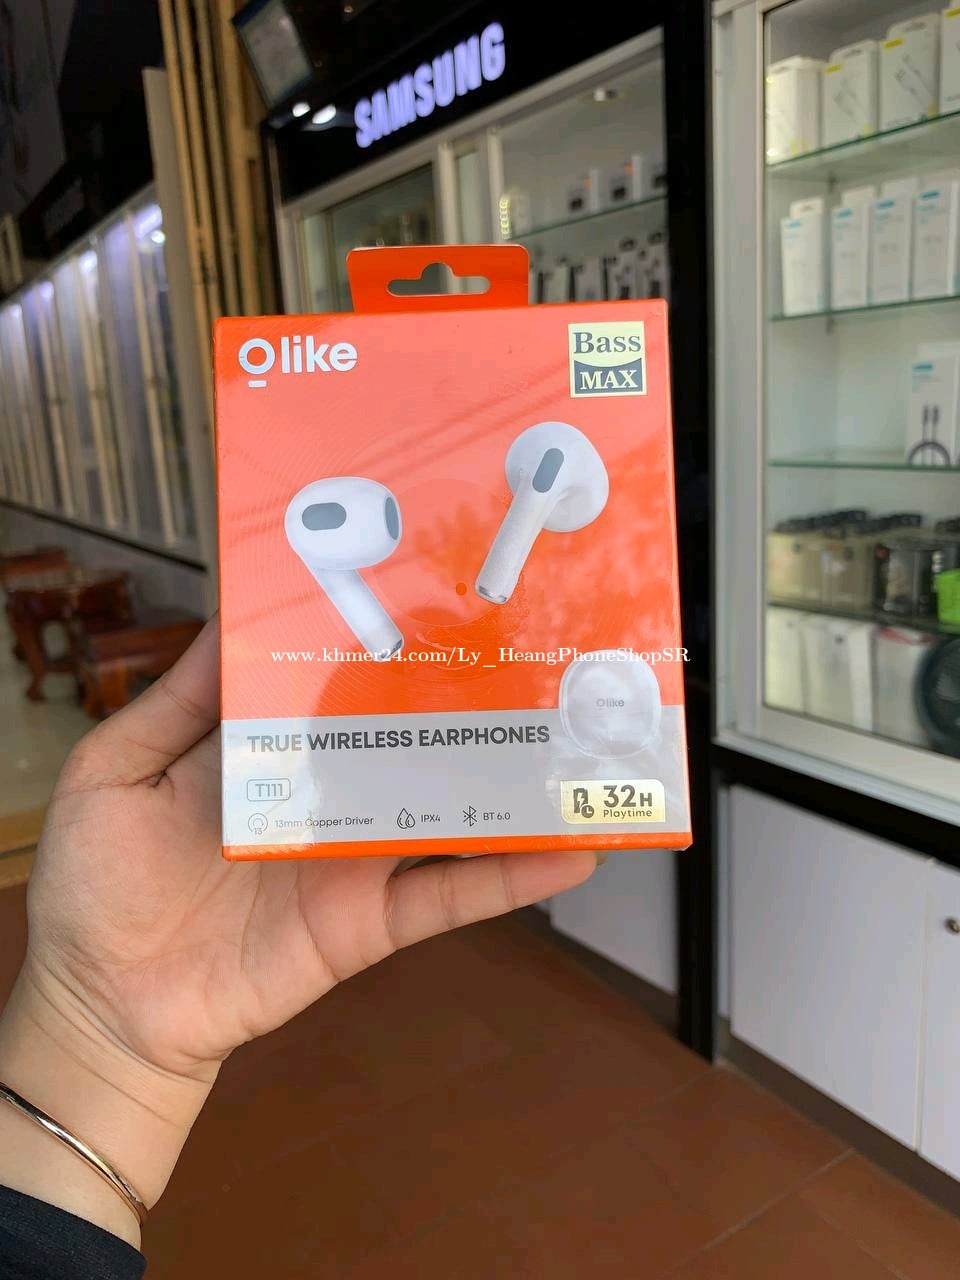 SAMSUNG
Olike
Bass
MAX
www.khmer24.com/Ly_HeangPhoneShopSR
Olike
TRUE WIRELESS EARPHONES
T111
32H
Playtime
13
13mm Copper Driver
IPX4
BT 6.0